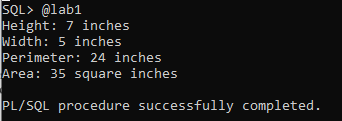 SQL> @lab1
Height: 7 inches
Width: 5 inches
Perimeter: 24 inches
Area: 35 square inches
PL/SQL procedure successfully completed.